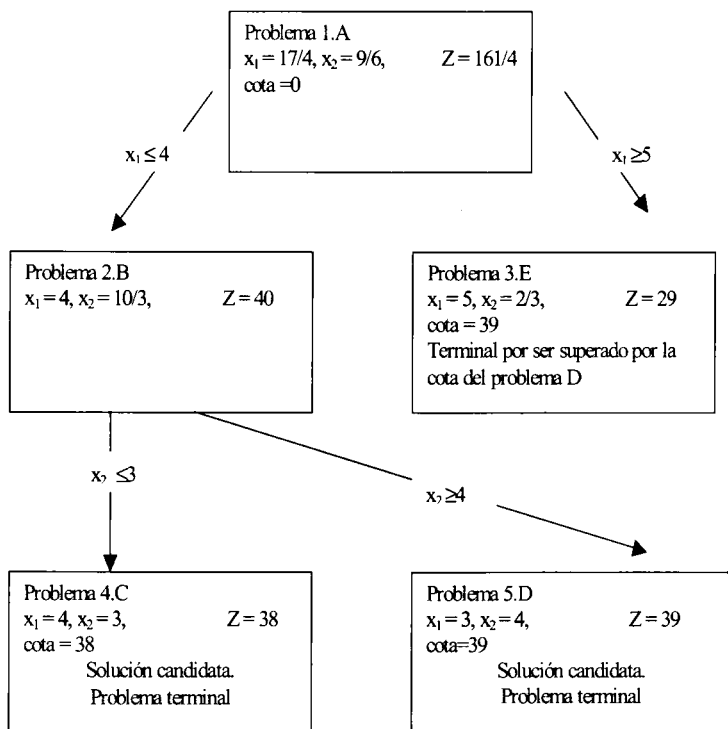 Problema 1.A
x₁ = 17/4, x₂ = 9/6, Z = 161/4
cota =0
x₁ ≤ 4
x₁ ≥5
Problema 2.B
x₁ = 4, x₂ = 10/3, Z = 40
Problema 3.E
x₁ = 5, x₂ = 2/3, Z = 29
cota = 39
Terminal por ser superado por la
cota del problema D
x₂ ≤3
x₂ ≥4
Problema 4.C
x₁ = 4, x₂ = 3, Z = 38
cota = 38
Solución candidata.
Problema terminal
Problema 5.D
x₁ = 3, x₂ = 4, Z = 39
cota=39
Solución candidata.
Problema terminal